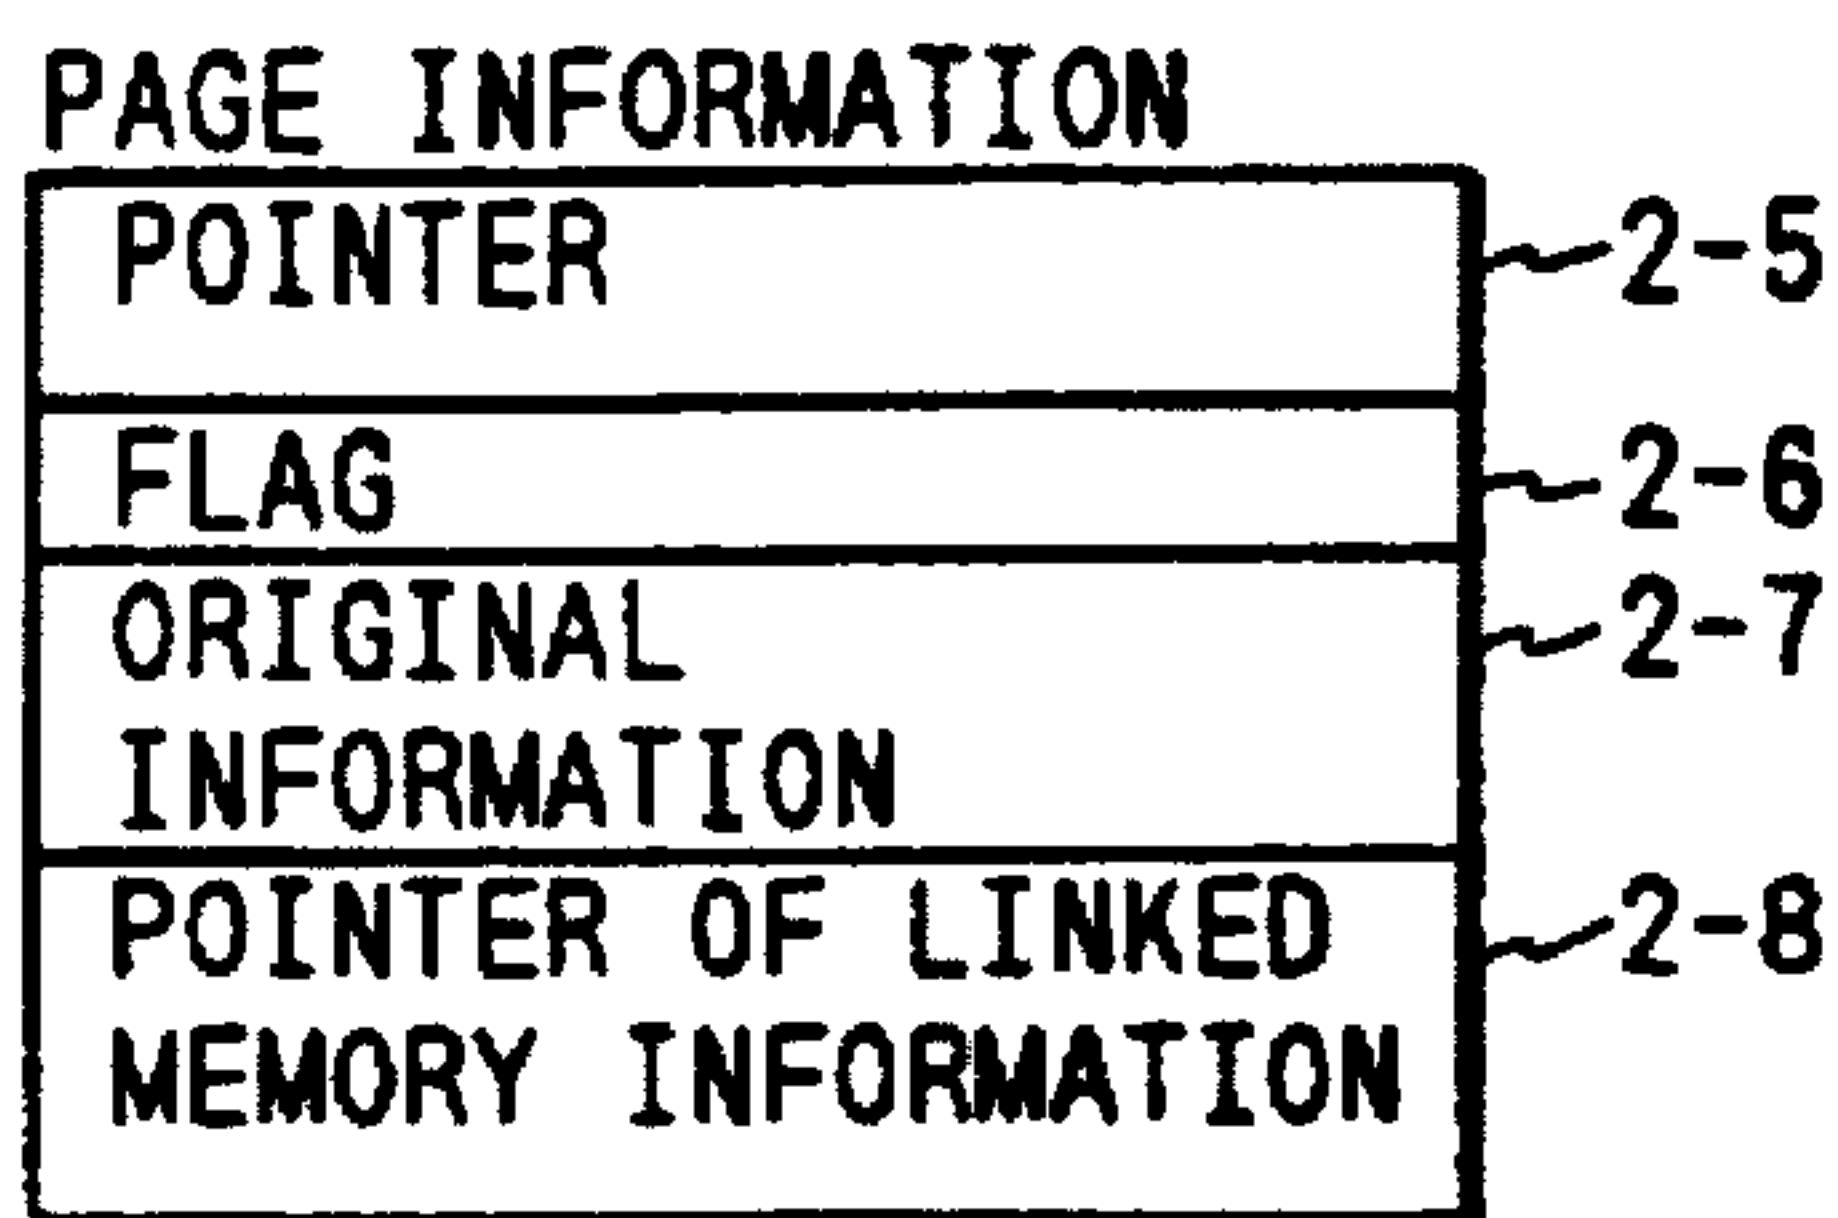 PAGE INFORMATION
POINTER 2-5
FLAG 2-6
ORIGINAL 2-7
INFORMATION
POINTER OF LINKED 2-8
MEMORY INFORMATION